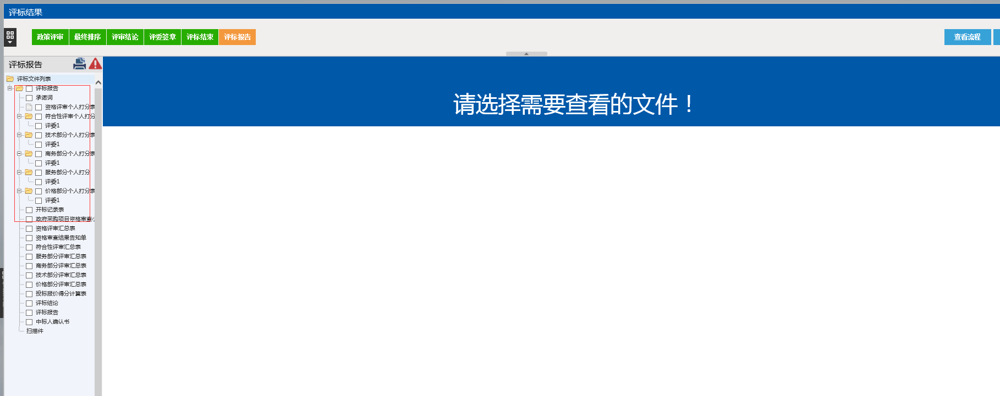 评标结果
政策评审 最终排序 评审结论 评委签章 评标结束 评标报告 查看流程
评标报告
请选择需要查看的文件！
评标文件列表
评标报告
承诺词
资格评审个人打分表
符合性评审个人打分
评委1
技术部分个人打分表
评委1
商务部分个人打分表
评委1
服务部分个人打分
评委1
价格部分个人打分表
评委1
开标记录表
政府采购项目资格审查小
资格评审汇总表
资格审查结果告知单
符合性评审汇总表
服务部分评审汇总表
商务部分评审汇总表
技术部分评审汇总表
价格部分评审汇总表
投标报价得分计算表
评标结论
评标报告
中标人确认书
扫描件